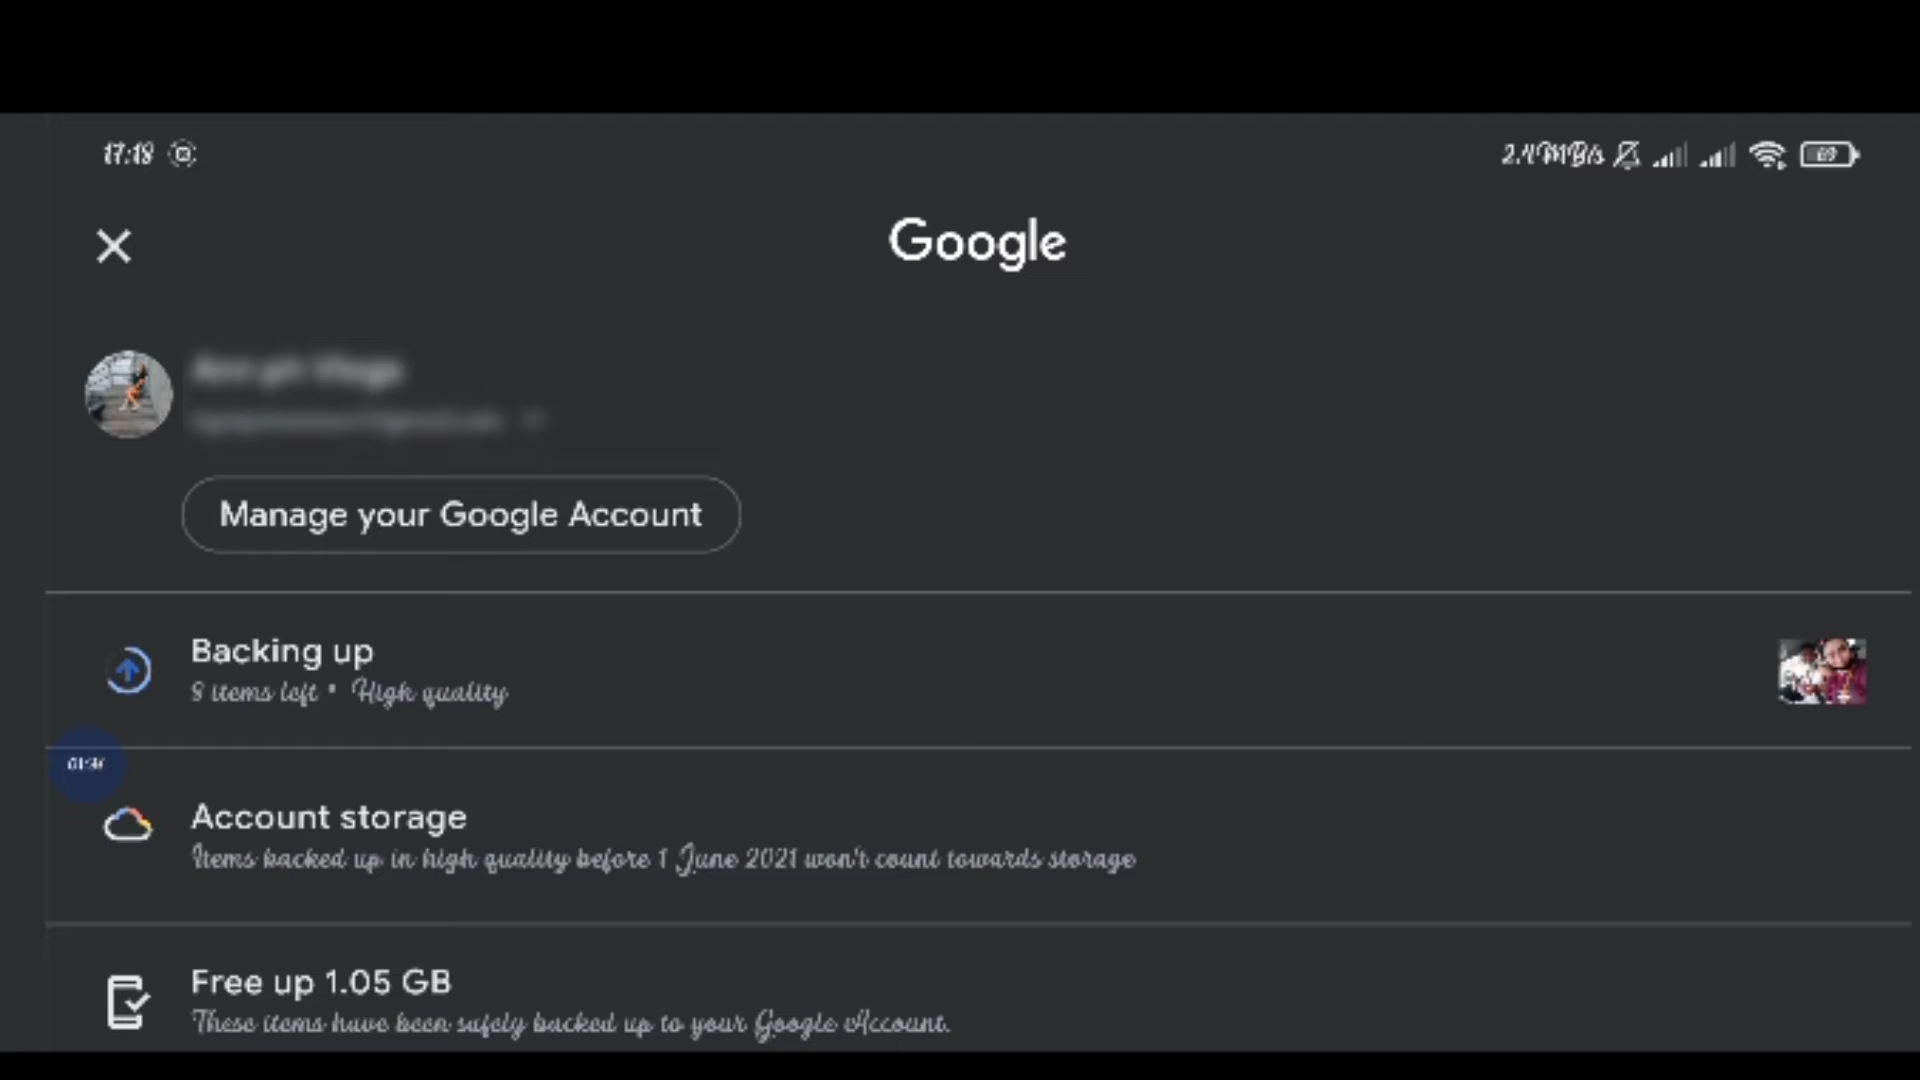 17:18
2.4MB/s
69
Google
Manage your Google Account
Backing up
8 items left • High quality
Account storage
Items backed up in high quality before 1 June 2021 won't count towards storage
Free up 1.05 GB
These items have been safely backed up to your Google Account.